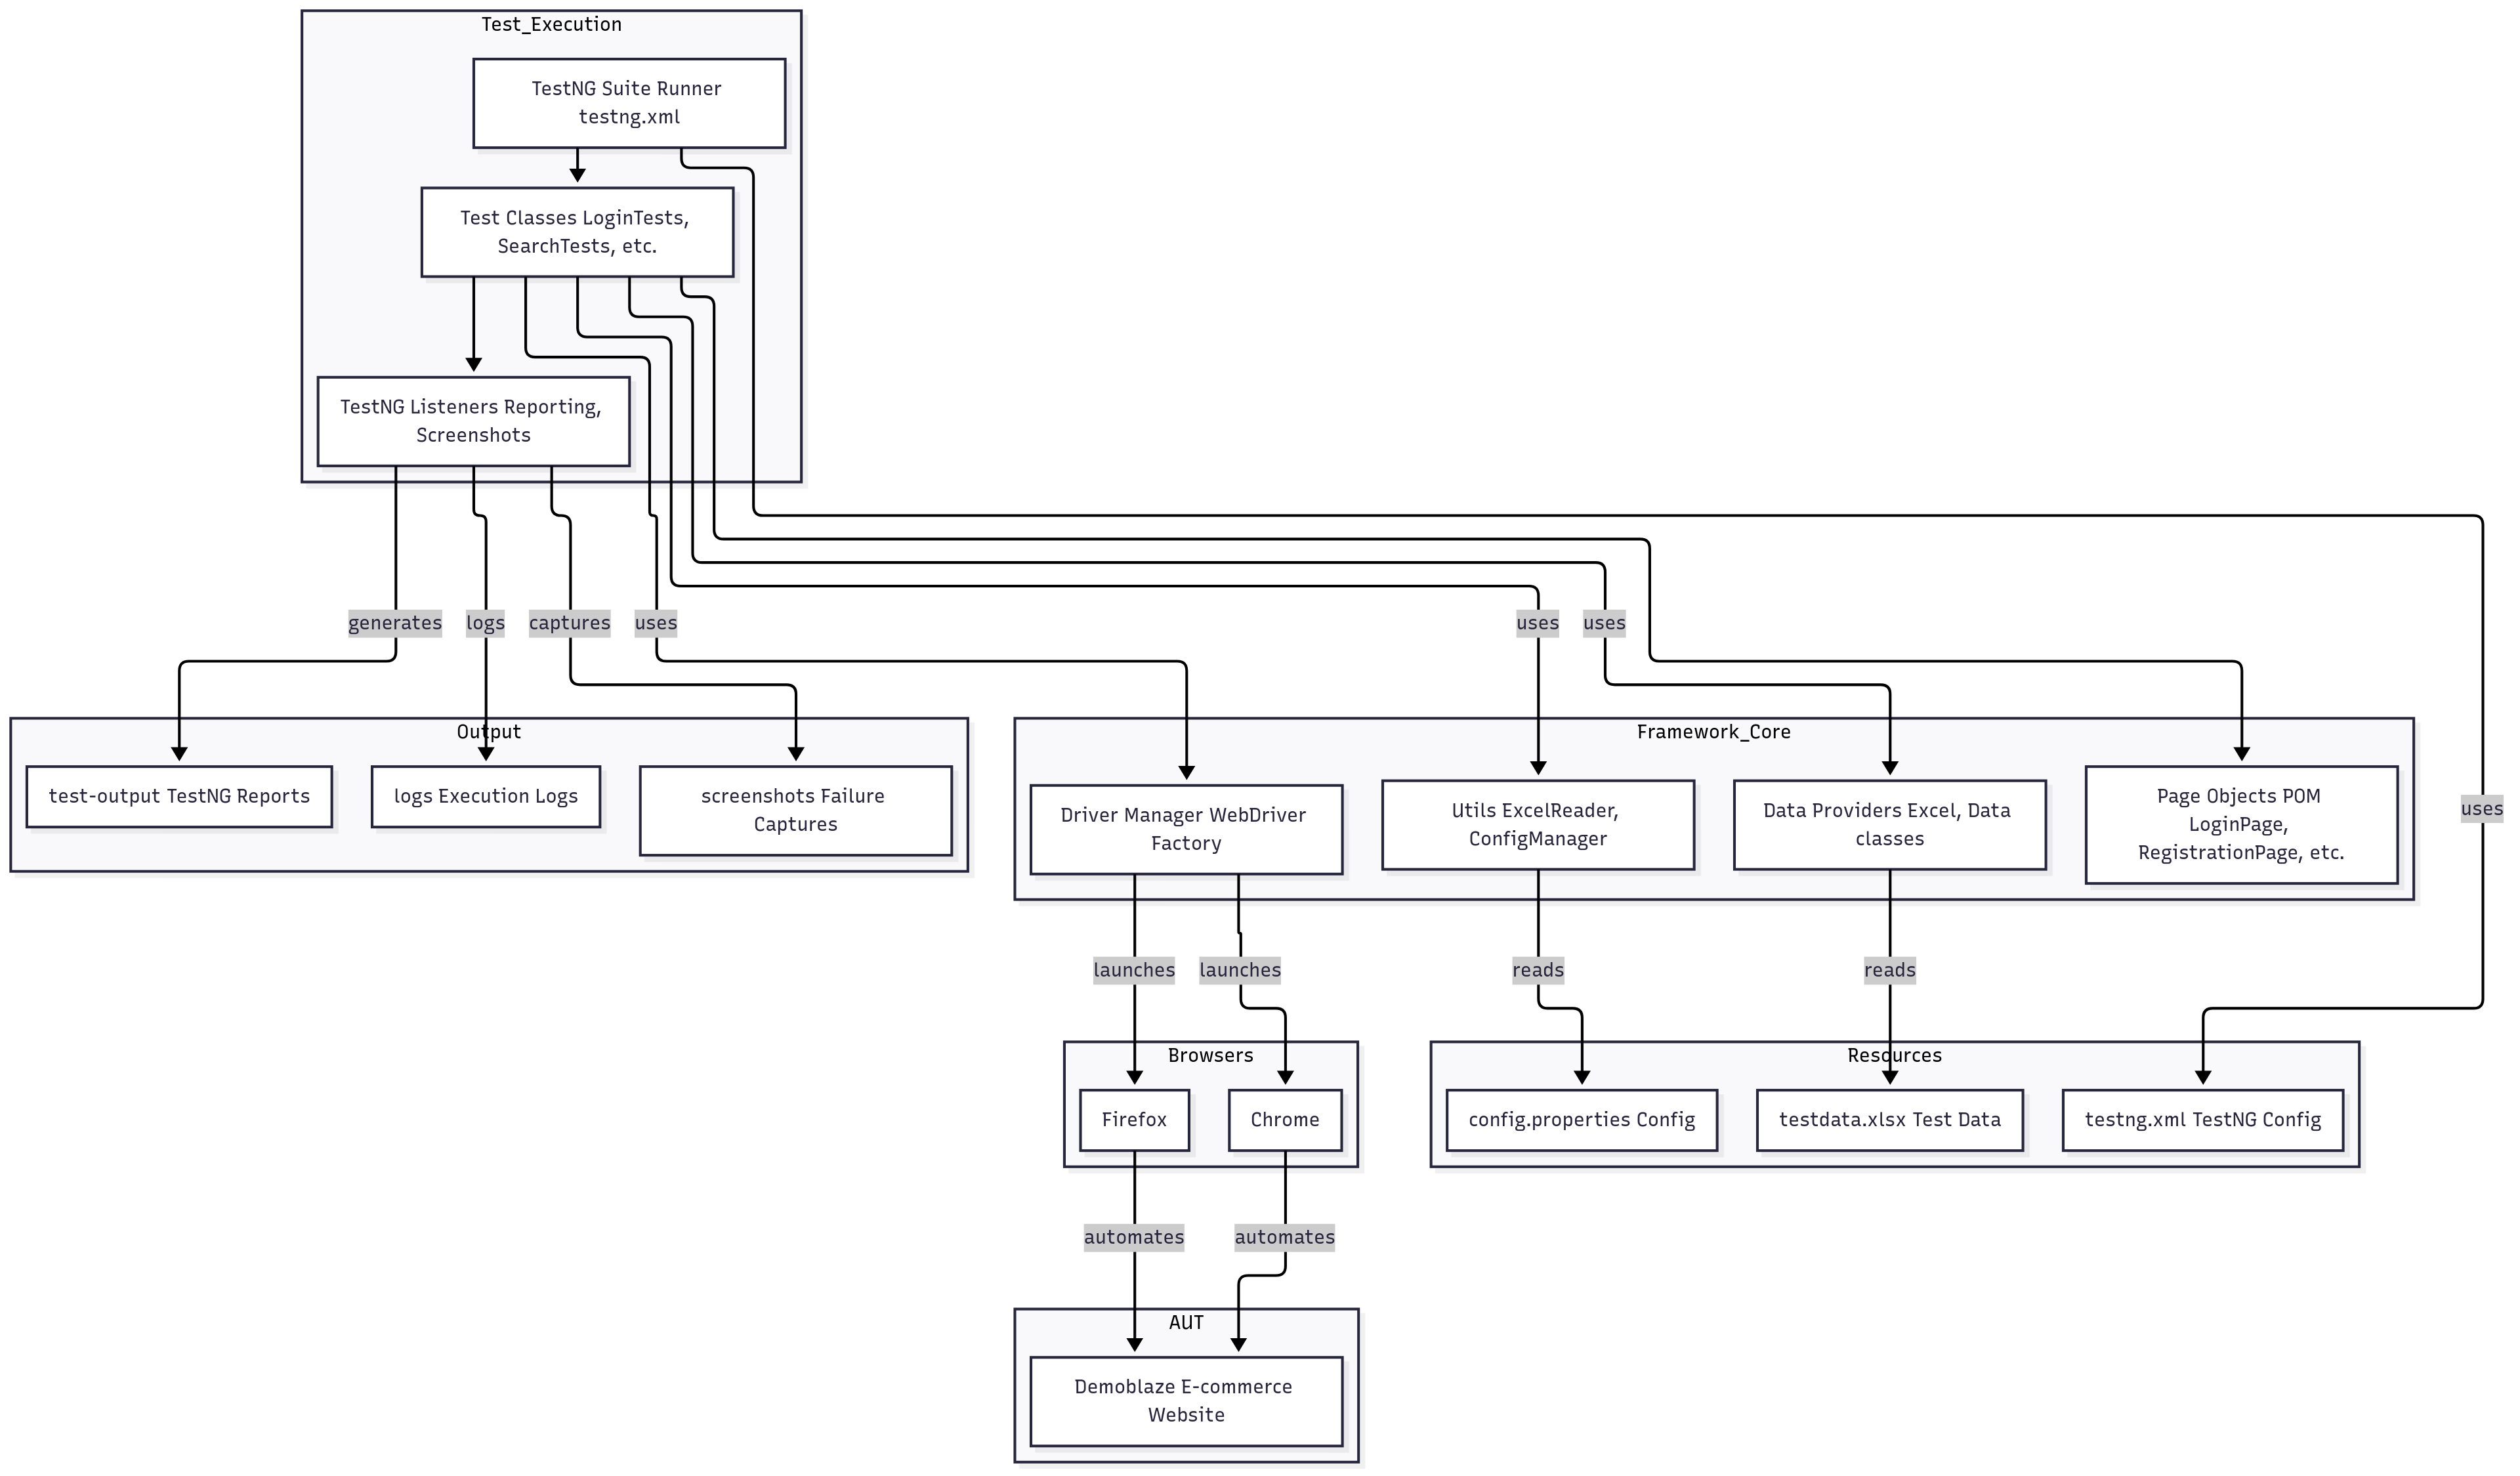 Test_Execution
TestNG Suite Runner
testng.xml
Test Classes LoginTests,
SearchTests, etc.
TestNG Listeners Reporting,
Screenshots
generates
logs
captures
uses
uses
uses
Output
test-output TestNG Reports
logs Execution Logs
screenshots Failure
Captures
Framework_Core
Driver Manager WebDriver
Factory
Utils ExcelReader,
ConfigManager
Data Providers Excel, Data
classes
Page Objects POM
LoginPage,
RegistrationPage, etc.
uses
launches
launches
reads
reads
Browsers
Firefox
Chrome
Resources
config.properties Config
testdata.xlsx Test Data
testng.xml TestNG Config
automates
automates
AUT
Demoblaze E-commerce
Website